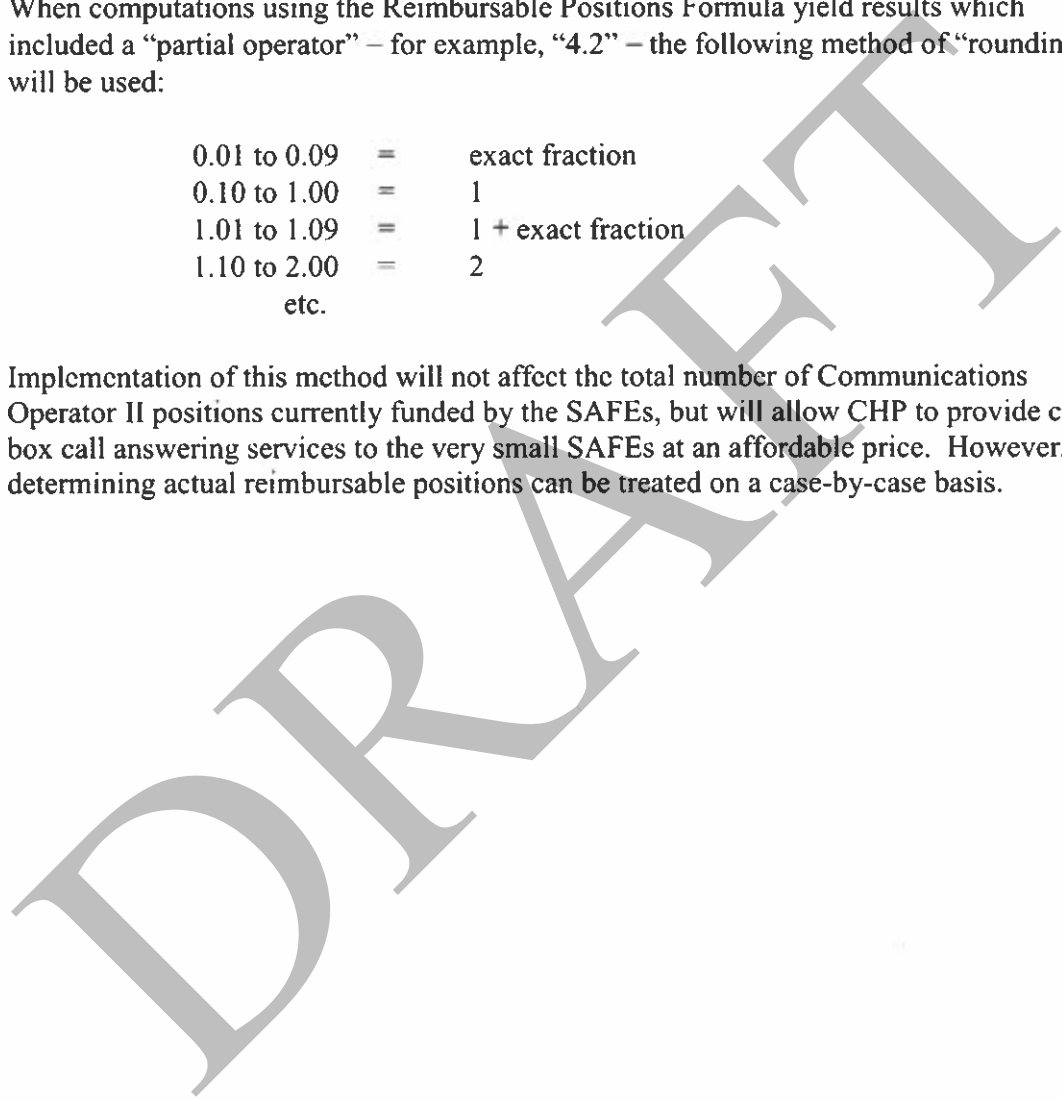 When computations using the Reimbursable Positions Formula yield results which
included a “partial operator” – for example, “4.2” – the following method of “roundin
will be used:
0.01 to 0.09 = exact fraction
0.10 to 1.00 = 1
1.01 to 1.09 = 1 + exact fraction
1.10 to 2.00 = 2
etc.
Implementation of this method will not affect the total number of Communications
Operator II positions currently funded by the SAFEs, but will allow CHP to provide c
box call answering services to the very small SAFEs at an affordable price. However,
determining actual reimbursable positions can be treated on a case-by-case basis.
DRAFT